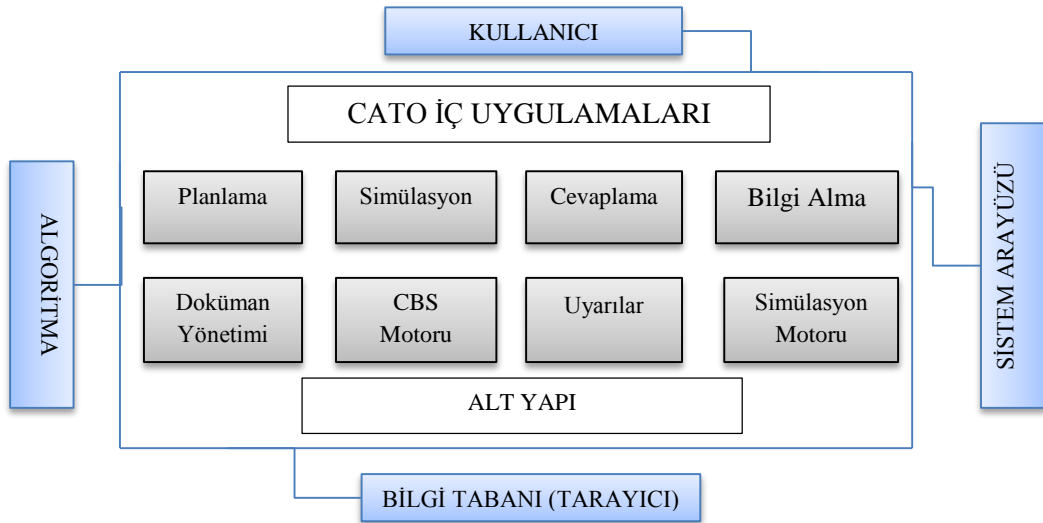 KULLANICI
CATO İÇ UYGULAMALARI
ALGORİTMA
Planlama
Simülasyon
Cevaplama
Bilgi Alma
SİSTEM ARAYÜZÜ
Doküman
Yönetimi
CBS
Motoru
Uyarılar
Simülasyon
Motoru
ALT YAPI
BİLGİ TABANI (TARAYICI)